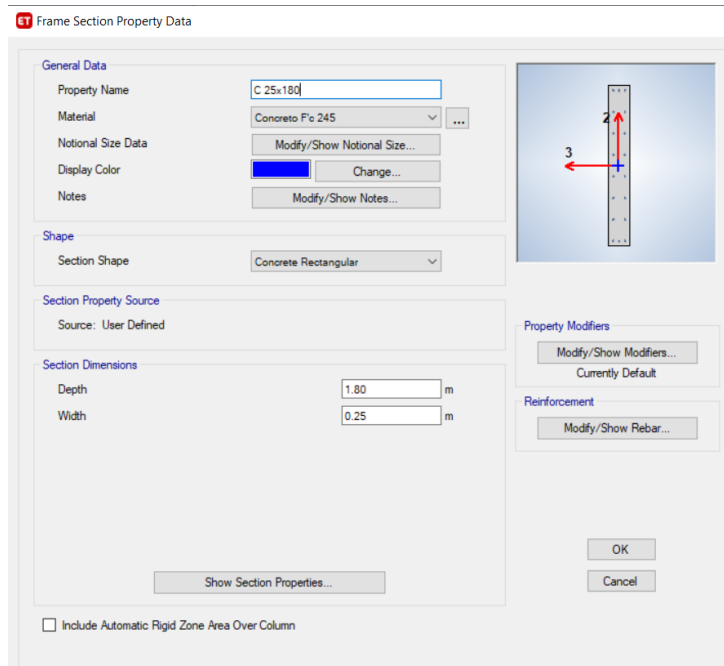 ET Frame Section Property Data
General Data
Property Name C 25x180
Material Concreto F'c 245 ...
Notional Size Data Modify/Show Notional Size...
Display Color Change...
Notes Modify/Show Notes...
2
3
Shape
Section Shape Concrete Rectangular
Section Property Source
Source: User Defined
Property Modifiers
Modify/Show Modifiers...
Currently Default
Section Dimensions
Depth 1.80 m
Width 0.25 m
Reinforcement
Modify/Show Rebar...
OK
Show Section Properties...
Cancel
Include Automatic Rigid Zone Area Over Column